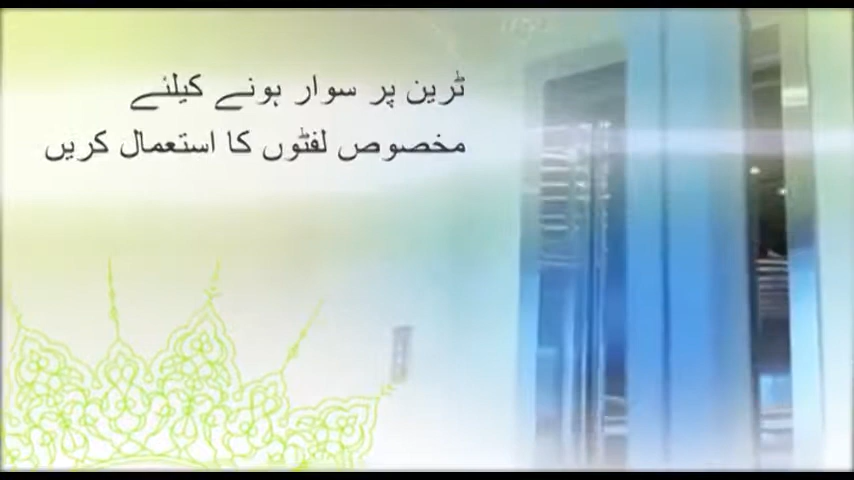 ٹرین پر سوار ہونے کیلئے
مخصوص لفٹوں کا استعمال کریں